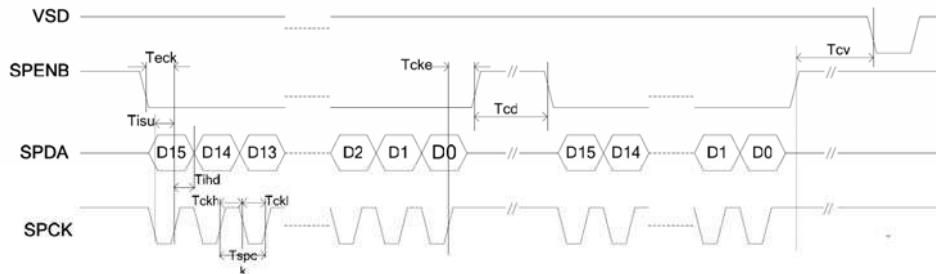 VSD
Teck
Tcke
Tcv
SPENB
Tcd
Tisu
SPDA
D15 D14 D13 D2 D1 D0 // D15 D14 D1 D0 //
Tihd
Tckh Tckl
SPCK
Tspc
k